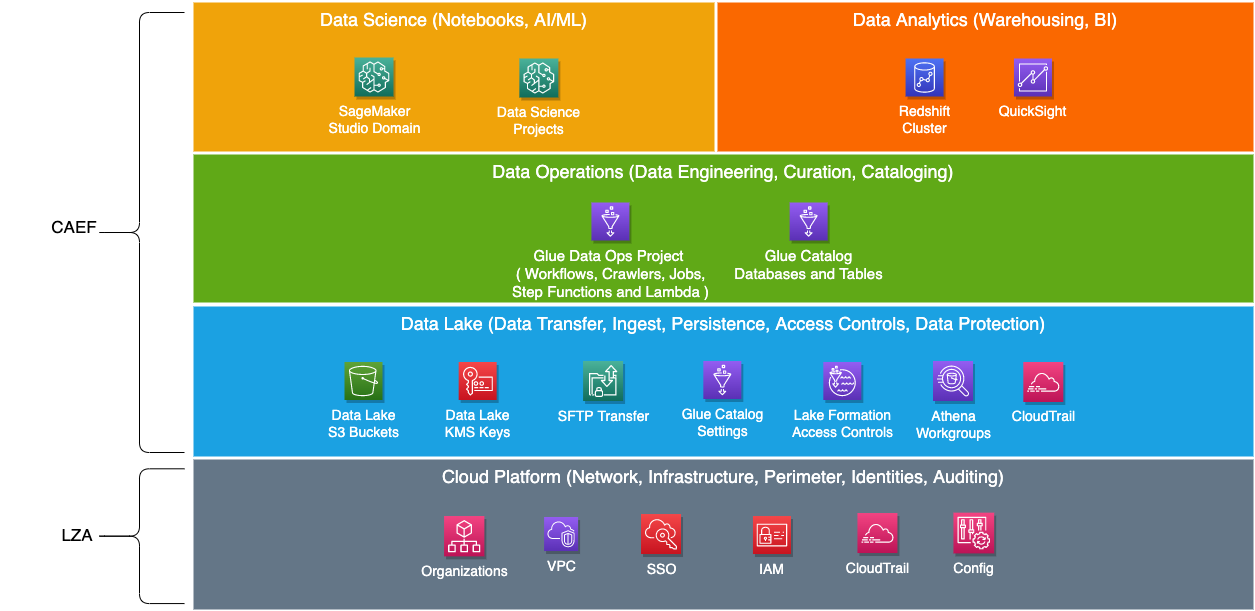 Data Science (Notebooks, AI/ML)
Data Analytics (Warehousing, BI)
SageMaker
Studio Domain
Data Science
Projects
Redshift
Cluster
QuickSight
CAEF
Data Operations (Data Engineering, Curation, Cataloging)
Glue Data Ops Project
( Workflows, Crawlers, Jobs,
Step Functions and Lambda )
Glue Catalog
Databases and Tables
Data Lake (Data Transfer, Ingest, Persistence, Access Controls, Data Protection)
Data Lake
S3 Buckets
Data Lake
KMS Keys
SFTP Transfer
Glue Catalog
Settings
Lake Formation
Access Controls
Athena
Workgroups
CloudTrail
LZA
Cloud Platform (Network, Infrastructure, Perimeter, Identities, Auditing)
Organizations
VPC
SSO
IAM
CloudTrail
Config